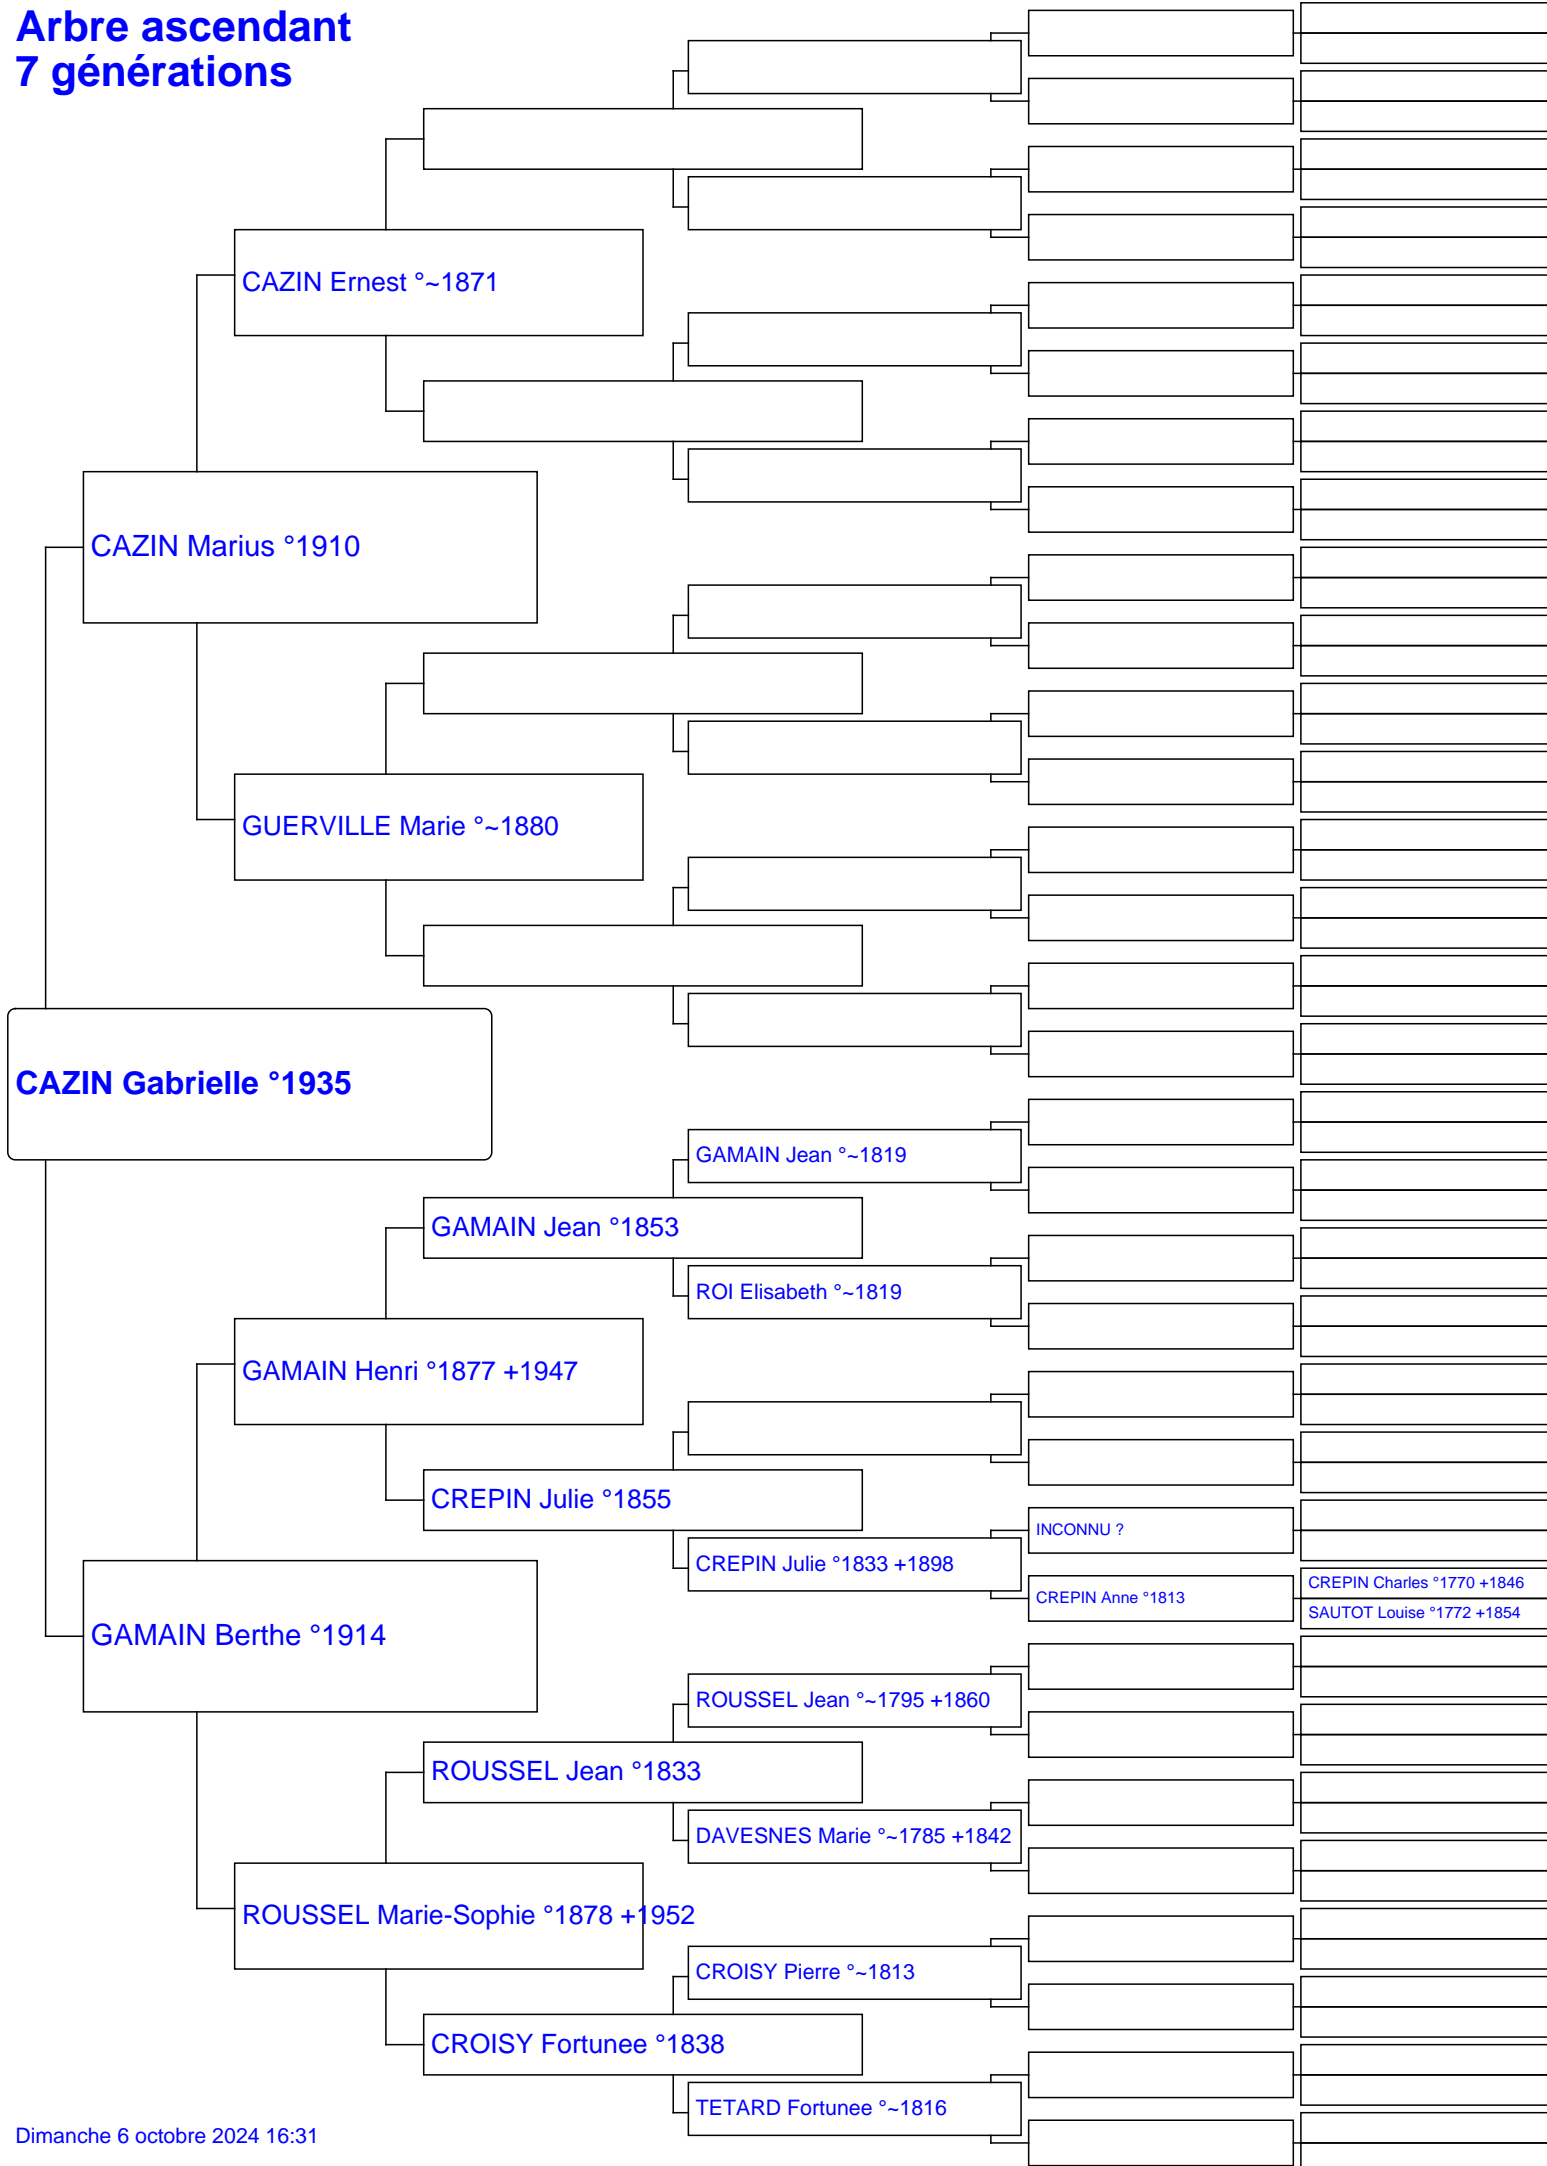 Arbre ascendant
7 générations
CAZIN Ernest °~1871
CAZIN Marius °1910
GUERVILLE Marie °~1880
CAZIN Gabrielle °1935
GAMAIN Jean °~1819
GAMAIN Jean °1853
ROI Elisabeth °~1819
GAMAIN Henri °1877 +1947
CREPIN Julie °1855
INCONNU ?
CREPIN Julie °1833 +1898
CREPIN Charles °1770 +1846
CREPIN Anne °1813
SAUTOT Louise °1772 +1854
GAMAIN Berthe °1914
ROUSSEL Jean °~1795 +1860
ROUSSEL Jean °1833
DAVESNES Marie °~1785 +1842
ROUSSEL Marie-Sophie °1878 +1952
CROISY Pierre °~1813
CROISY Fortunee °1838
TETARD Fortunee °~1816
Dimanche 6 octobre 2024 16:31